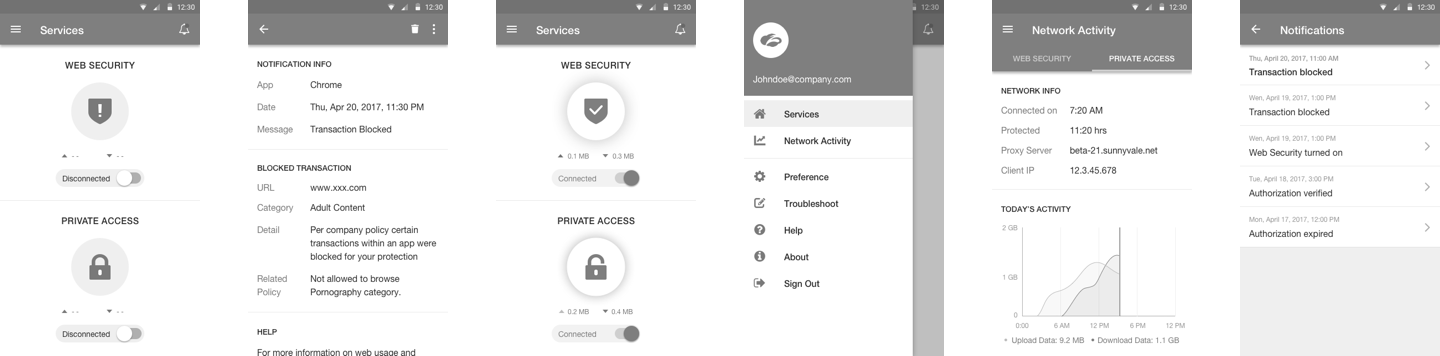 12:30
Services
WEB SECURITY
-- --
Disconnected
PRIVATE ACCESS
-- --
Disconnected
12:30
NOTIFICATION INFO
App Chrome
Date Thu, Apr 20, 2017, 11:30 PM
Message Transaction Blocked
BLOCKED TRANSACTION
URL www.xxx.com
Category Adult Content
Detail Per company policy certain
transactions within an app were
blocked for your protection
Related Not allowed to browse
Policy Pornography category.
HELP
For more information on web usage and
12:30
Services
WEB SECURITY
0.1 MB 0.3 MB
Connected
PRIVATE ACCESS
0.2 MB 0.4 MB
Connected
12:30
Johndoe@company.com
Services
Network Activity
Preference
Troubleshoot
Help
About
Sign Out
12:30
Network Activity
WEB SECURITY PRIVATE ACCESS
NETWORK INFO
Connected on 7:20 AM
Protected 11:20 hrs
Proxy Server beta-21.sunnyvale.net
Client IP 12.3.45.678
TODAY'S ACTIVITY
2 GB
1 GB
0
0:00 6 AM 12 PM 6 PM 12 PM
Upload Data: 9.2 MB Download Data: 1.1 GB
12:30
Notifications
Thu, April 20, 2017, 11:00 AM
Transaction blocked
Wen, April 19, 2017, 1:00 PM
Transaction blocked
Wen, April 19, 2017, 1:00 PM
Web Security turned on
Tue, April 18, 2017, 3:00 PM
Authorization verified
Mon, April 17, 2017, 12:00 PM
Authorization expired